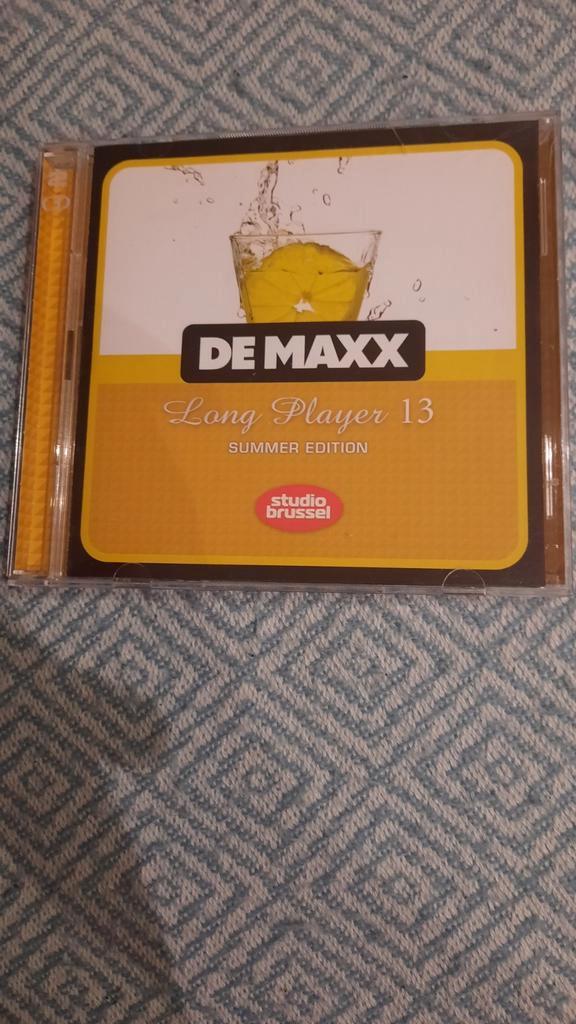 DE MAXX
Long Player 13
SUMMER EDITION
studio
brussel